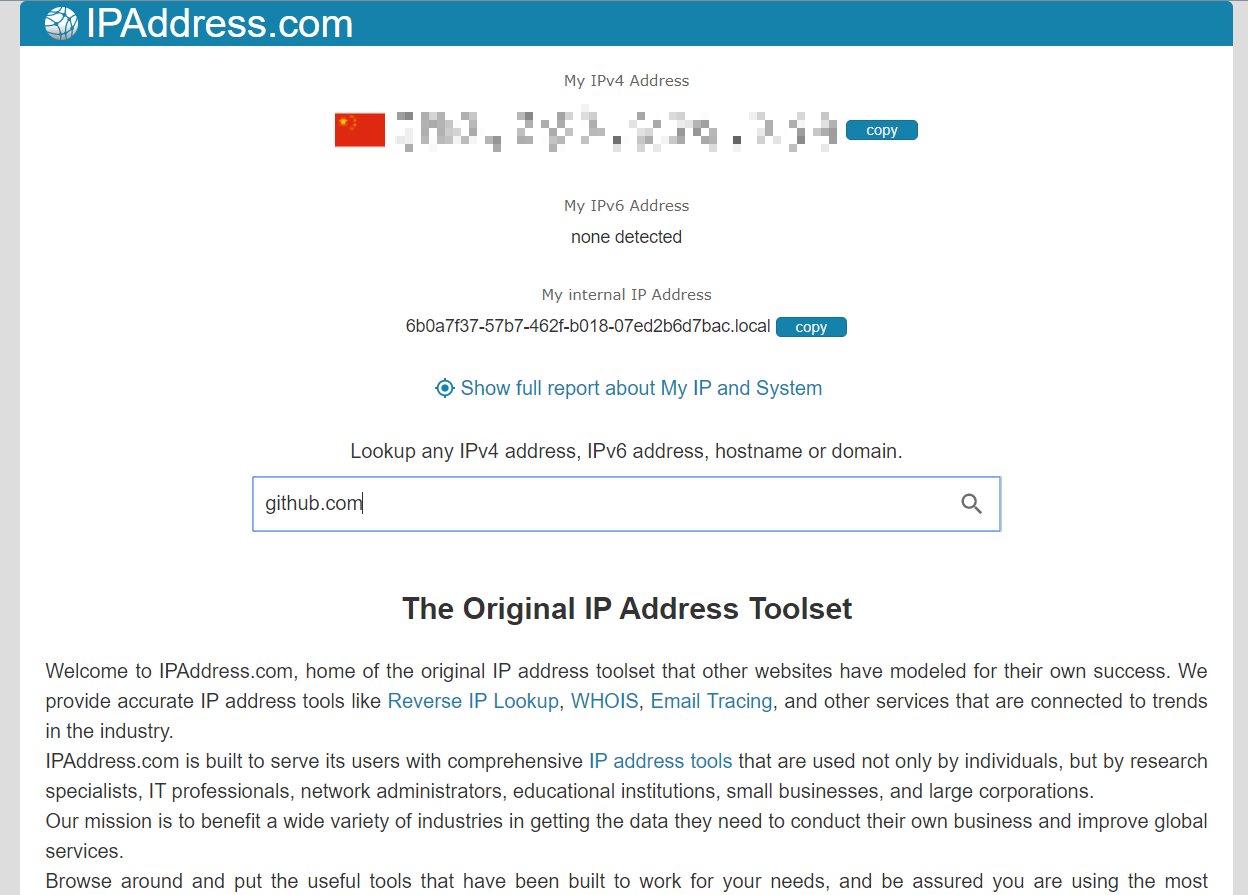 IPAddress.com
My IPv4 Address
copy
My IPv6 Address
none detected
My internal IP Address
6b0a7f37-57b7-462f-b018-07ed2b6d7bac.local copy
Show full report about My IP and System
Lookup any IPv4 address, IPv6 address, hostname or domain.
github.com
The Original IP Address Toolset
Welcome to IPAddress.com, home of the original IP address toolset that other websites have modeled for their own success. We
provide accurate IP address tools like Reverse IP Lookup, WHOIS, Email Tracing, and other services that are connected to trends
in the industry.
IPAddress.com is built to serve its users with comprehensive IP address tools that are used not only by individuals, but by research
specialists, IT professionals, network administrators, educational institutions, small businesses, and large corporations.
Our mission is to benefit a wide variety of industries in getting the data they need to conduct their own business and improve global
services.
Browse around and put the useful tools that have been built to work for your needs, and be assured you are using the most